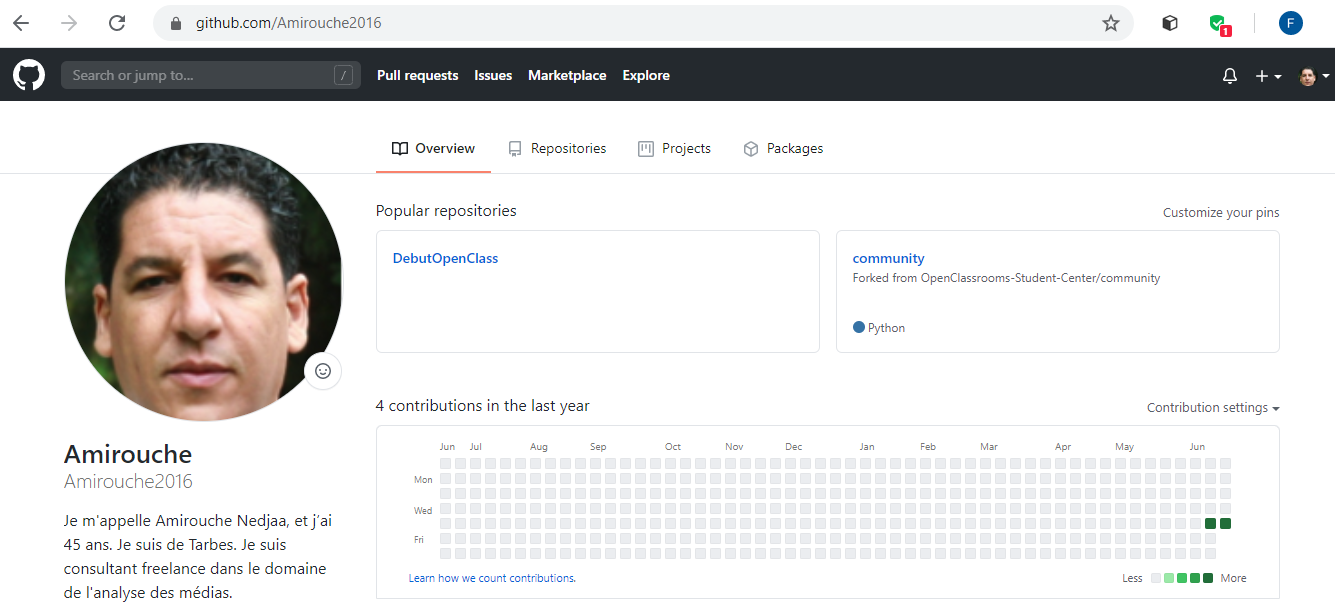 github.com/Amirouche2016
1
F
Search or jump to...
/
Pull requests
Issues
Marketplace
Explore
Overview
Repositories
Projects
Packages
Popular repositories
Customize your pins
DebutOpenClass
community
Forked from OpenClassrooms-Student-Center/community
Python
4 contributions in the last year
Contribution settings
Jun Jul Aug Sep Oct Nov Dec Jan Feb Mar Apr May Jun
Mon
Wed
Fri
Learn how we count contributions.
Less
More
Amirouche
Amirouche2016
Je m'appelle Amirouche Nedjaa, et j’ai
45 ans. Je suis de Tarbes. Je suis
consultant freelance dans le domaine
de l'analyse des médias.